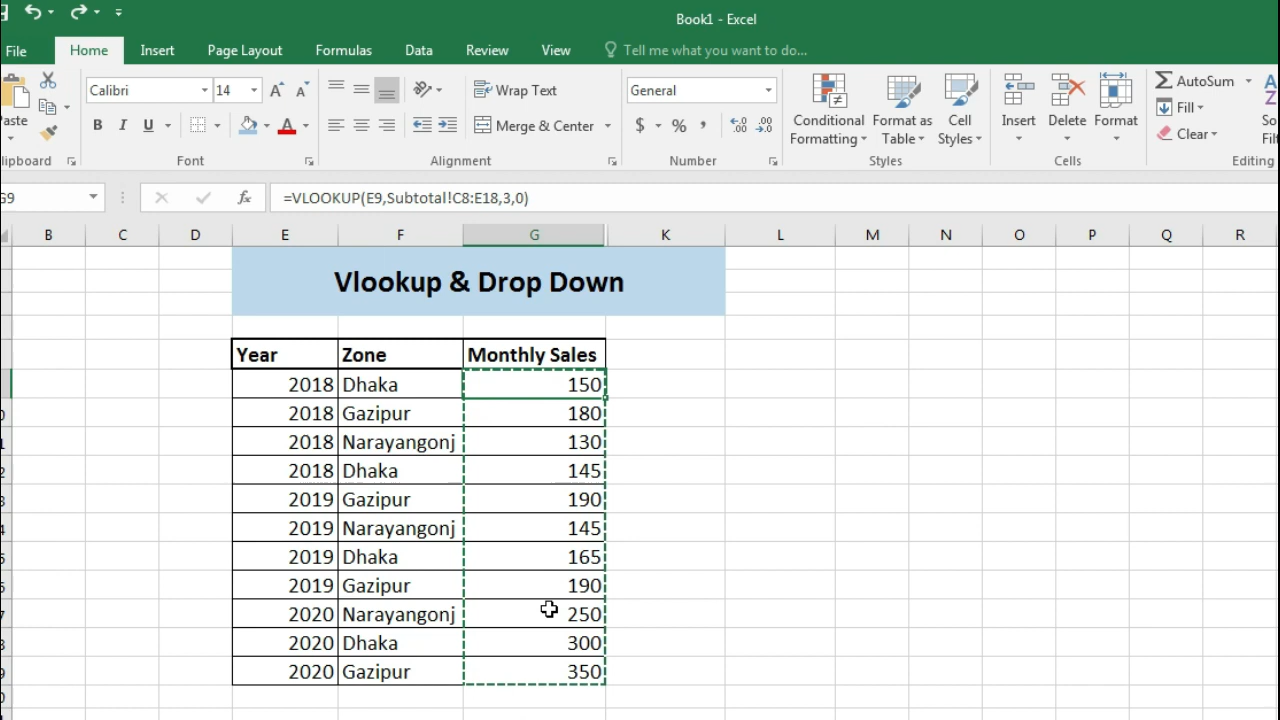 Book1 - Excel
File Home Insert Page Layout Formulas Data Review View Tell me what you want to do...
Calibri 14 Wrap Text General AutoSum
B I U Merge & Center $ % , Conditional Formatting Format as Table Cell Styles Insert Delete Format Fill Clear
Font Alignment Number Styles Cells Editing
=VLOOKUP(E9,Subtotal!C8:E18,3,0)
B C D E F G K L M N O P Q R
Vlookup & Drop Down
Year Zone Monthly Sales
2018 Dhaka 150
2018 Gazipur 180
2018 Narayangonj 130
2018 Dhaka 145
2019 Gazipur 190
2019 Narayangonj 145
2019 Dhaka 165
2019 Gazipur 190
2020 Narayangonj 250
2020 Dhaka 300
2020 Gazipur 350